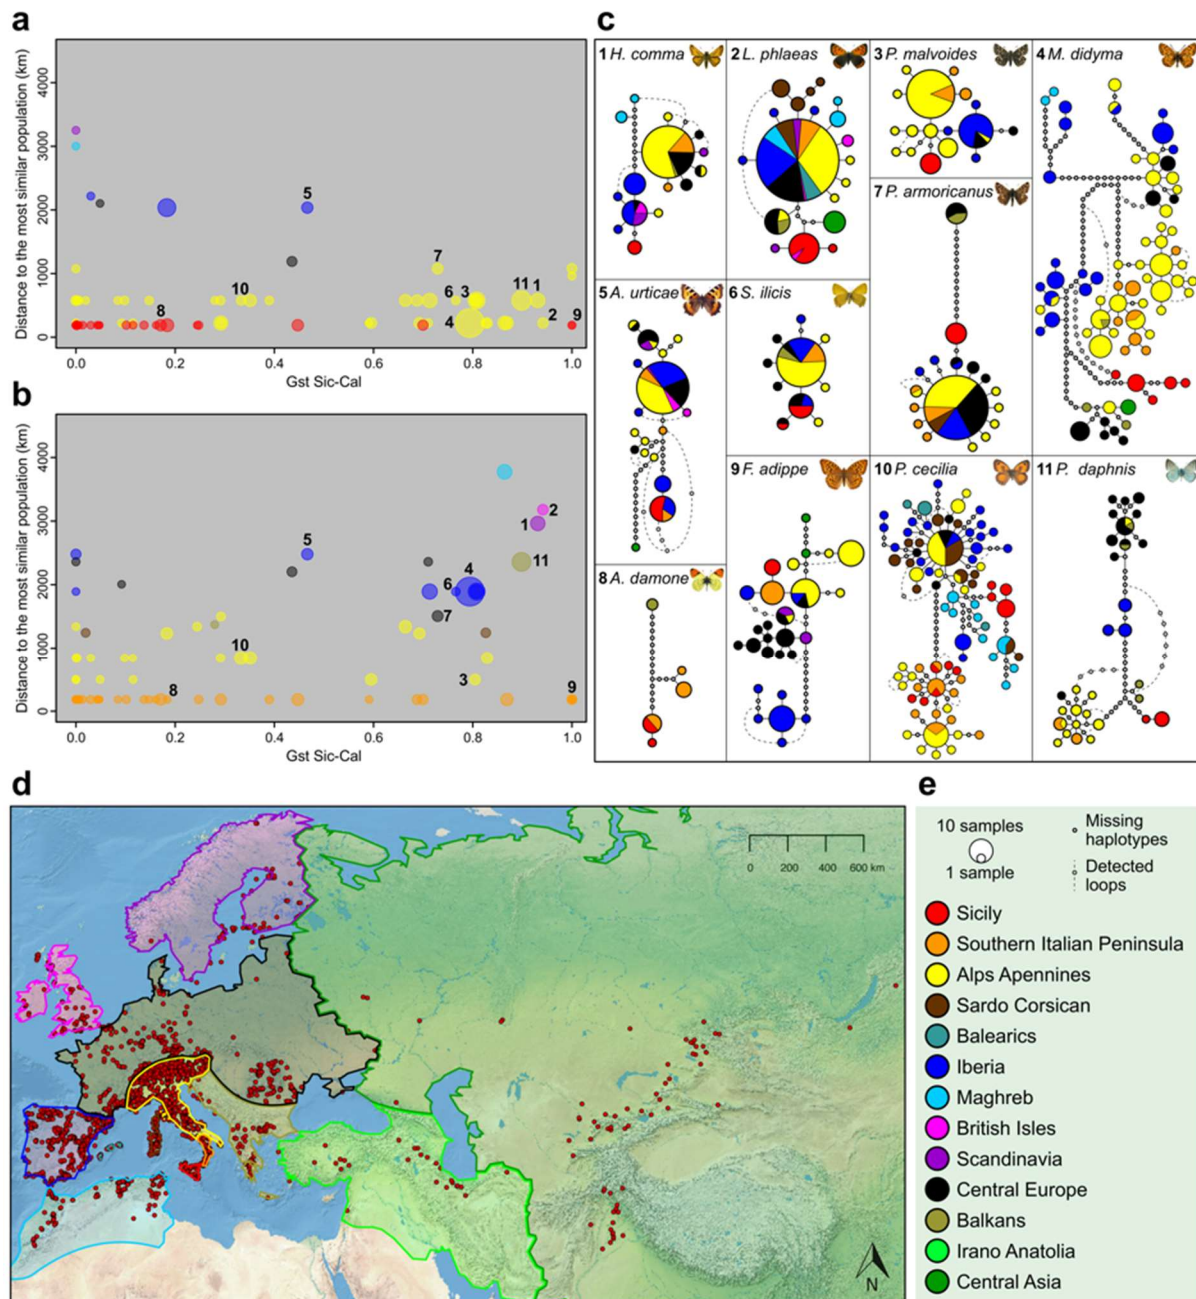 a
Distance to the most similar population (km)
4000
3000
2000
1000
0
0.0 0.2 0.4 0.6 0.8 1.0
Gst Sic-Cal
5
7
10
6 3
11 1
8
4
2
9
b
Distance to the most similar population (km)
4000
3000
2000
1000
0
0.0 0.2 0.4 0.6 0.8 1.0
Gst Sic-Cal
2
1
5
4
11
6
7
10
3
8
9
c
1 H. comma
2 L. phlaeas
3 P. malvoides
4 M. didyma
7 P. armoricanus
5 A. urticae
6 S. ilicis
9 F. adippe
10 P. cecilia
11 P. daphnis
8 A. damone
d
0 200 400 600 km
N
e
10 samples
1 sample
Missing
haplotypes
Detected
loops
Sicily
Southern Italian Peninsula
Alps Apennines
Sardo Corsican
Balearics
Iberia
Maghreb
British Isles
Scandinavia
Central Europe
Balkans
Irano Anatolia
Central Asia